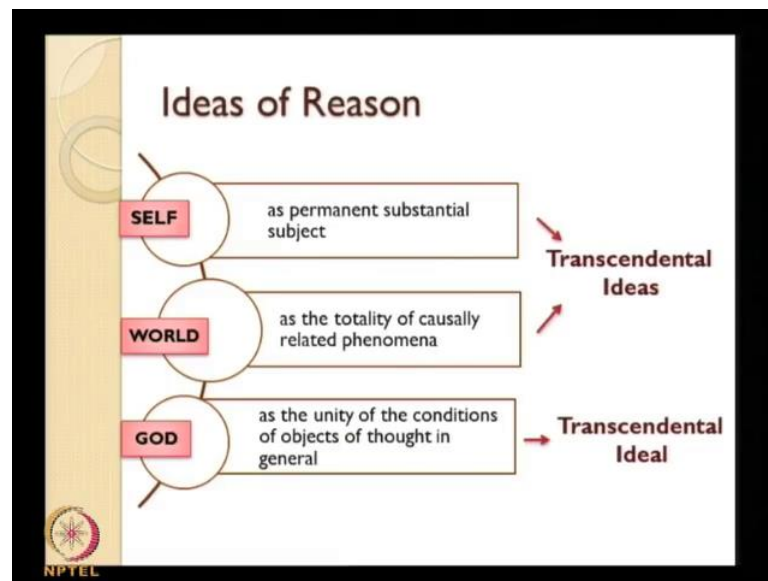 Ideas of Reason
SELF
as permanent substantial
subject
Transcendental
Ideas
WORLD
as the totality of causally
related phenomena
GOD
as the unity of the conditions
of objects of thought in
general
Transcendental
Ideal
NPTEL